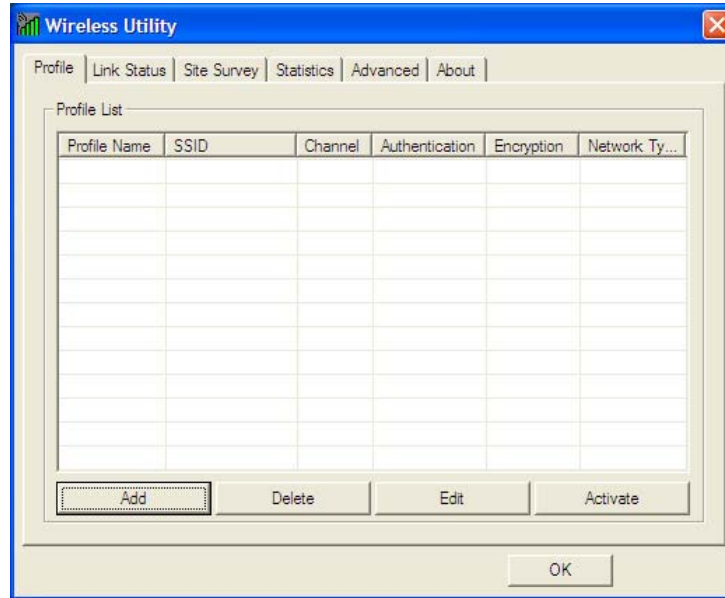 Wireless Utility
Profile Link Status Site Survey Statistics Advanced About
Profile List
Profile Name SSID Channel Authentication Encryption Network Ty...
Add Delete Edit Activate
OK